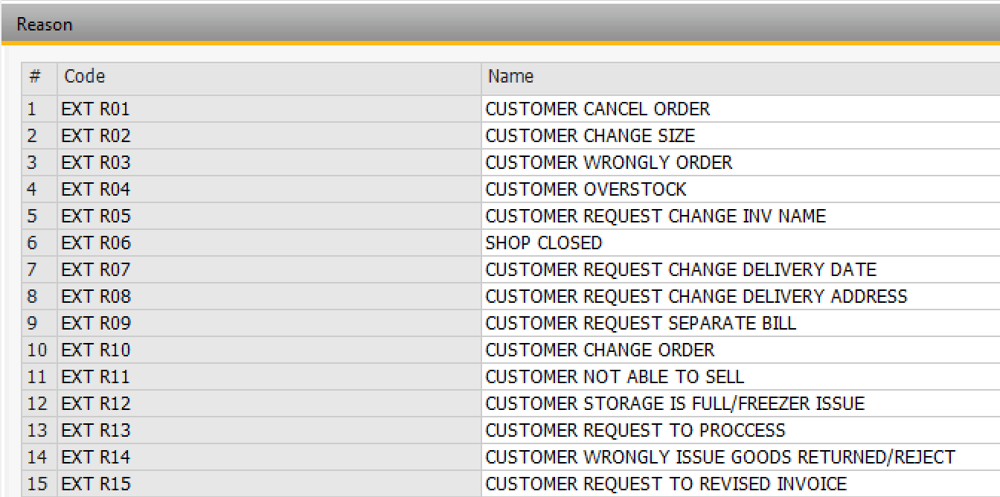 Reason
# Code Name
1 EXT R01 CUSTOMER CANCEL ORDER
2 EXT R02 CUSTOMER CHANGE SIZE
3 EXT R03 CUSTOMER WRONGLY ORDER
4 EXT R04 CUSTOMER OVERSTOCK
5 EXT R05 CUSTOMER REQUEST CHANGE INV NAME
6 EXT R06 SHOP CLOSED
7 EXT R07 CUSTOMER REQUEST CHANGE DELIVERY DATE
8 EXT R08 CUSTOMER REQUEST CHANGE DELIVERY ADDRESS
9 EXT R09 CUSTOMER REQUEST SEPARATE BILL
10 EXT R10 CUSTOMER CHANGE ORDER
11 EXT R11 CUSTOMER NOT ABLE TO SELL
12 EXT R12 CUSTOMER STORAGE IS FULL/FREEZER ISSUE
13 EXT R13 CUSTOMER REQUEST TO PROCCESS
14 EXT R14 CUSTOMER WRONGLY ISSUE GOODS RETURNED/REJECT
15 EXT R15 CUSTOMER REQUEST TO REVISED INVOICE